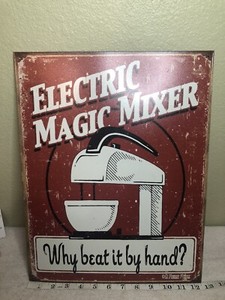 ELECTRIC
MAGIC MIXER
Why beat it by hand?